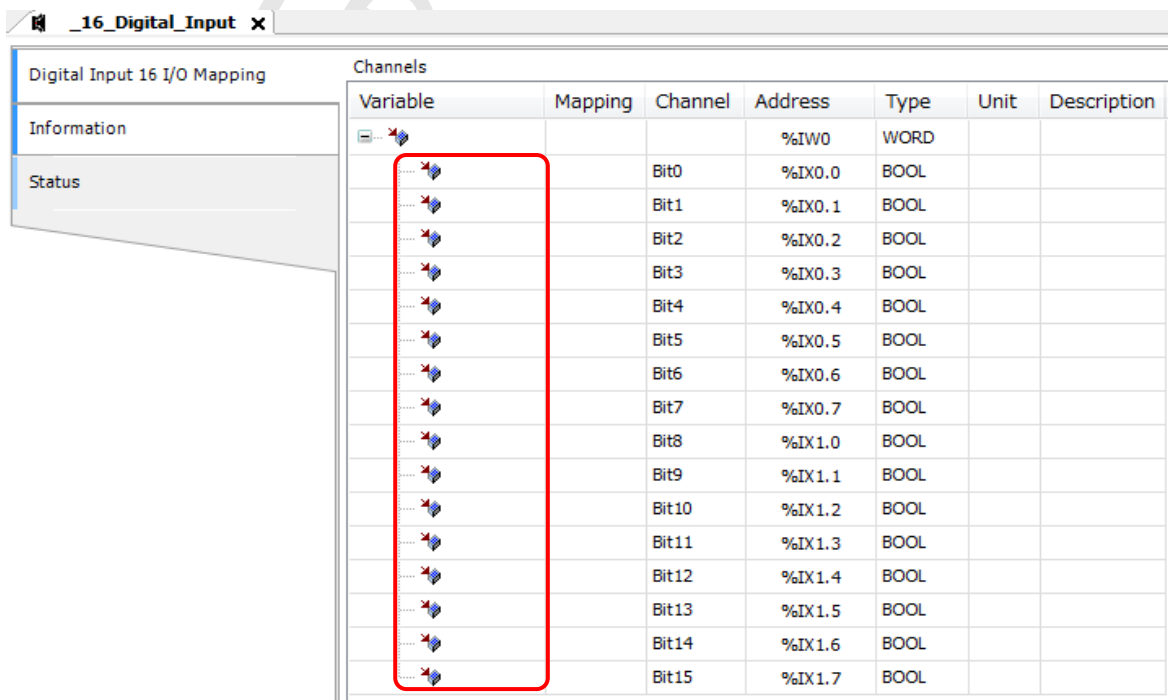 _16_Digital_Input x
Digital Input 16 I/O Mapping
Information
Status
Channels
Variable Mapping Channel Address Type Unit Description
%IW0 WORD
Bit0 %IX0.0 BOOL
Bit1 %IX0.1 BOOL
Bit2 %IX0.2 BOOL
Bit3 %IX0.3 BOOL
Bit4 %IX0.4 BOOL
Bit5 %IX0.5 BOOL
Bit6 %IX0.6 BOOL
Bit7 %IX0.7 BOOL
Bit8 %IX1.0 BOOL
Bit9 %IX1.1 BOOL
Bit10 %IX1.2 BOOL
Bit11 %IX1.3 BOOL
Bit12 %IX1.4 BOOL
Bit13 %IX1.5 BOOL
Bit14 %IX1.6 BOOL
Bit15 %IX1.7 BOOL